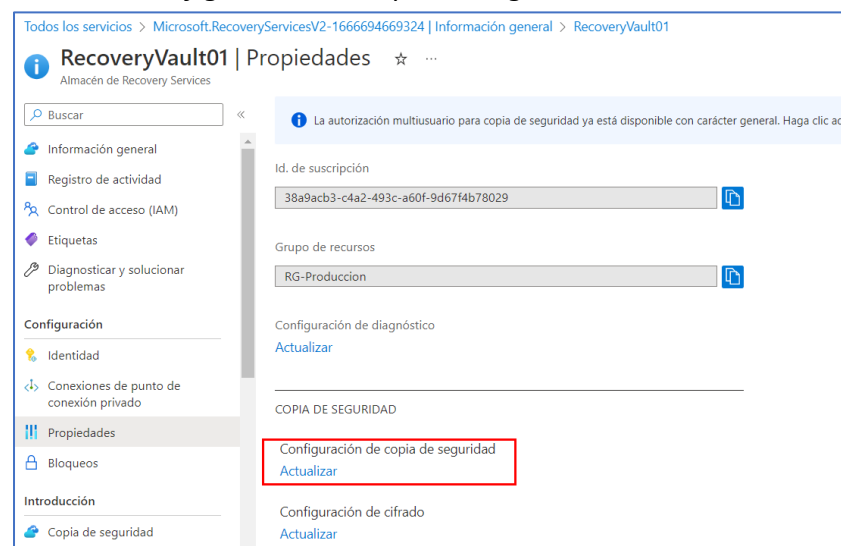 Todos los servicios > Microsoft.RecoveryServicesV2-1666694669324 | Información general > RecoveryVault01
RecoveryVault01 | Propiedades
Almacén de Recovery Services
Buscar
Información general
Registro de actividad
Control de acceso (IAM)
Etiquetas
Diagnosticar y solucionar
problemas
Configuración
Identidad
Conexiones de punto de
conexión privado
Propiedades
Bloqueos
Introducción
Copia de seguridad
La autorización multiusuario para copia de seguridad ya está disponible con carácter general. Haga clic
Id. de suscripción
38a9acb3-c4a2-493c-a60f-9d67f4b78029
Grupo de recursos
RG-Produccion
Configuración de diagnóstico
Actualizar
COPIA DE SEGURIDAD
Configuración de copia de seguridad
Actualizar
Configuración de cifrado
Actualizar